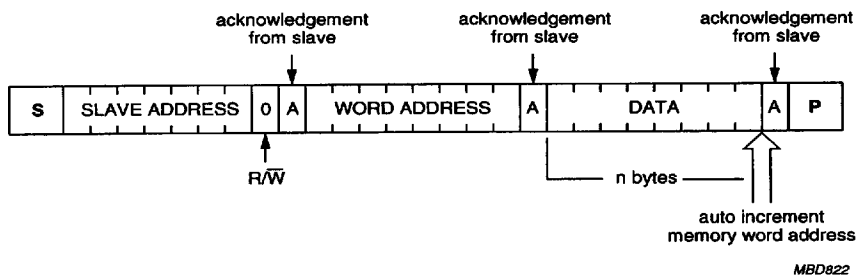 acknowledgement
from slave
acknowledgement
from slave
acknowledgement
from slave
S SLAVE ADDRESS 0 A WORD ADDRESS A DATA A P
R/W̅
n bytes
auto increment
memory word address
MBD822